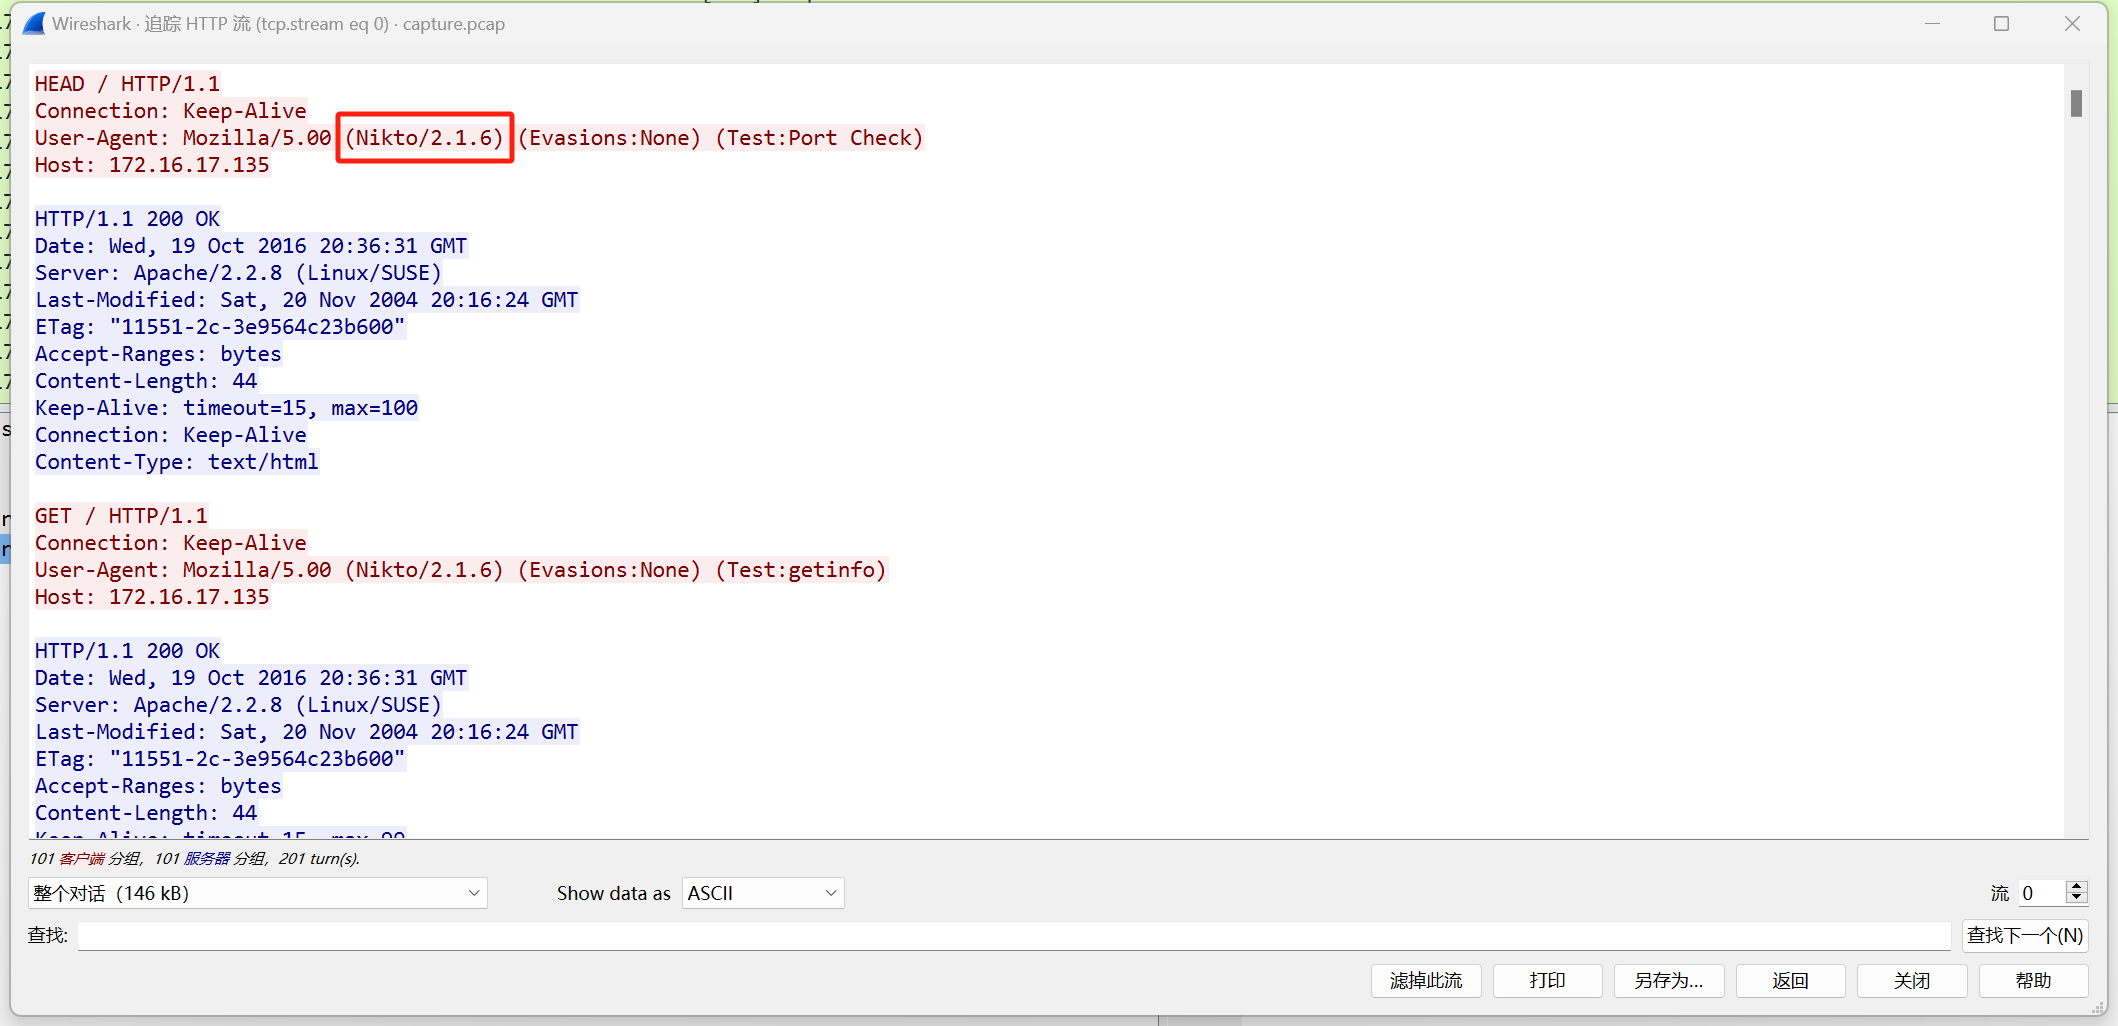 Wireshark · 追踪 HTTP 流 (tcp.stream eq 0) · capture.pcap
HEAD / HTTP/1.1
Connection: Keep-Alive
User-Agent: Mozilla/5.00 (Nikto/2.1.6) (Evasions:None) (Test:Port Check)
Host: 172.16.17.135
HTTP/1.1 200 OK
Date: Wed, 19 Oct 2016 20:36:31 GMT
Server: Apache/2.2.8 (Linux/SUSE)
Last-Modified: Sat, 20 Nov 2004 20:16:24 GMT
ETag: "11551-2c-3e9564c23b600"
Accept-Ranges: bytes
Content-Length: 44
Keep-Alive: timeout=15, max=100
Connection: Keep-Alive
Content-Type: text/html
GET / HTTP/1.1
Connection: Keep-Alive
User-Agent: Mozilla/5.00 (Nikto/2.1.6) (Evasions:None) (Test:getinfo)
Host: 172.16.17.135
HTTP/1.1 200 OK
Date: Wed, 19 Oct 2016 20:36:31 GMT
Server: Apache/2.2.8 (Linux/SUSE)
Last-Modified: Sat, 20 Nov 2004 20:16:24 GMT
ETag: "11551-2c-3e9564c23b600"
Accept-Ranges: bytes
Content-Length: 44
Keep-Alive: timeout=15, max=99
101 客户端 分组，101 服务器 分组，201 turn(s).
整个对话（146 kB） Show data as ASCII 流 0
查找: 查找下一个(N)
滤掉此流 打印 另存为… 返回 关闭 帮助